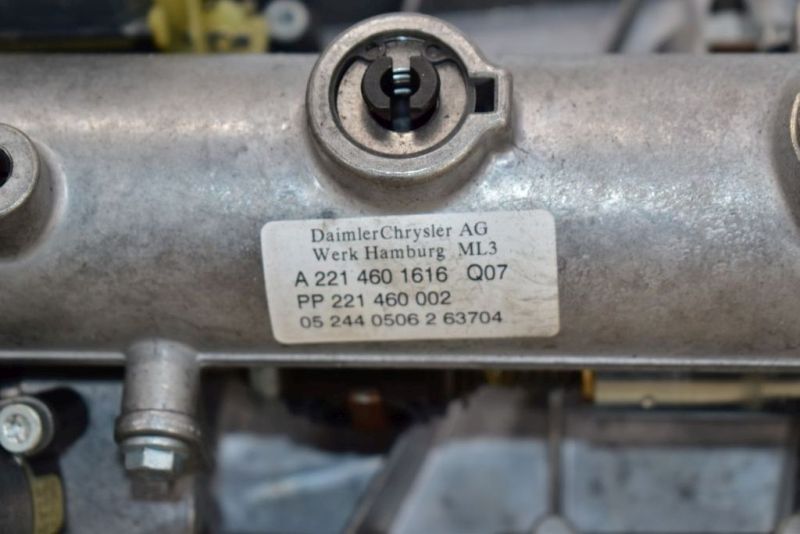 DaimlerChrysler AG
Werk Hamburg ML3
A 221 460 1616 Q07
PP 221 460 002
05 244 0506 2 63704